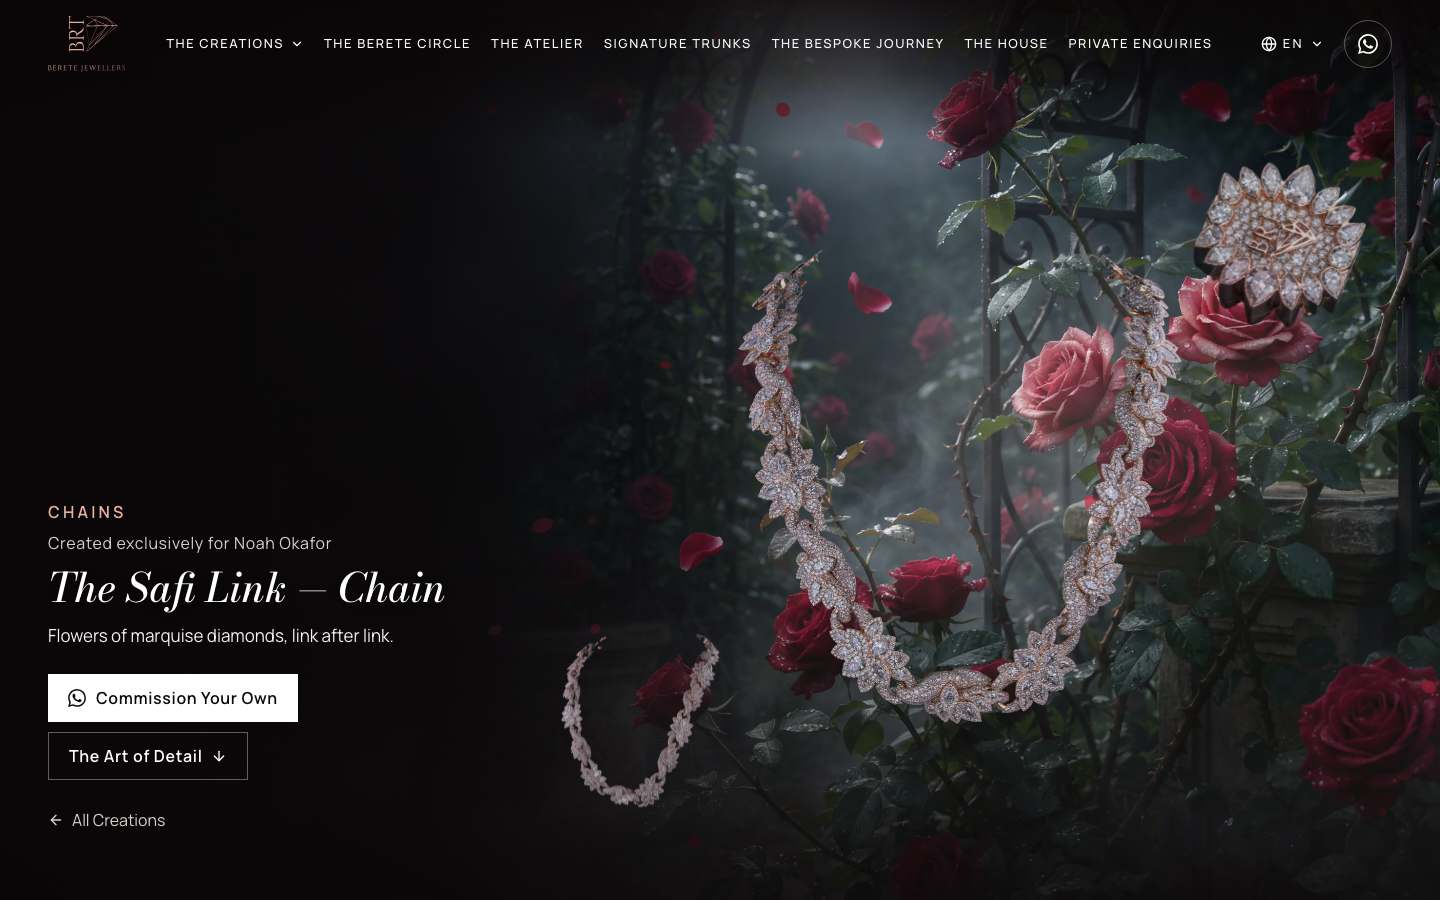 BRT
BERETE JEWELLERS
THE CREATIONS
THE BERETE CIRCLE
THE ATELIER
SIGNATURE TRUNKS
THE BESPOKE JOURNEY
THE HOUSE
PRIVATE ENQUIRIES
EN
BRT
CHAINS
Created exclusively for Noah Okafor
The Safi Link — Chain
Flowers of marquise diamonds, link after link.
Commission Your Own
The Art of Detail ↓
← All Creations